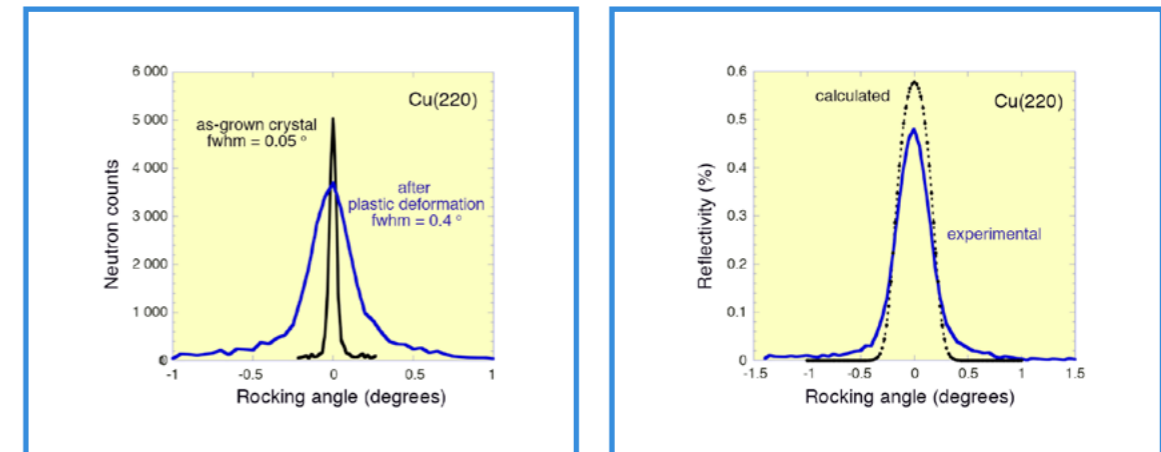 6 000
5 000
4 000
3 000
2 000
1 000
0
Neutron counts
Cu(220)
as-grown crystal
fwhm = 0.05 °
after
plastic deformation
fwhm = 0.4 °
-1
-0.5
0
0.5
1
Rocking angle (degrees)
0.6
0.5
0.4
0.3
0.2
0.1
0
Reflectivity (%)
calculated
Cu(220)
experimental
-1.5
-1
-0.5
0
0.5
1
1.5
Rocking angle (degrees)